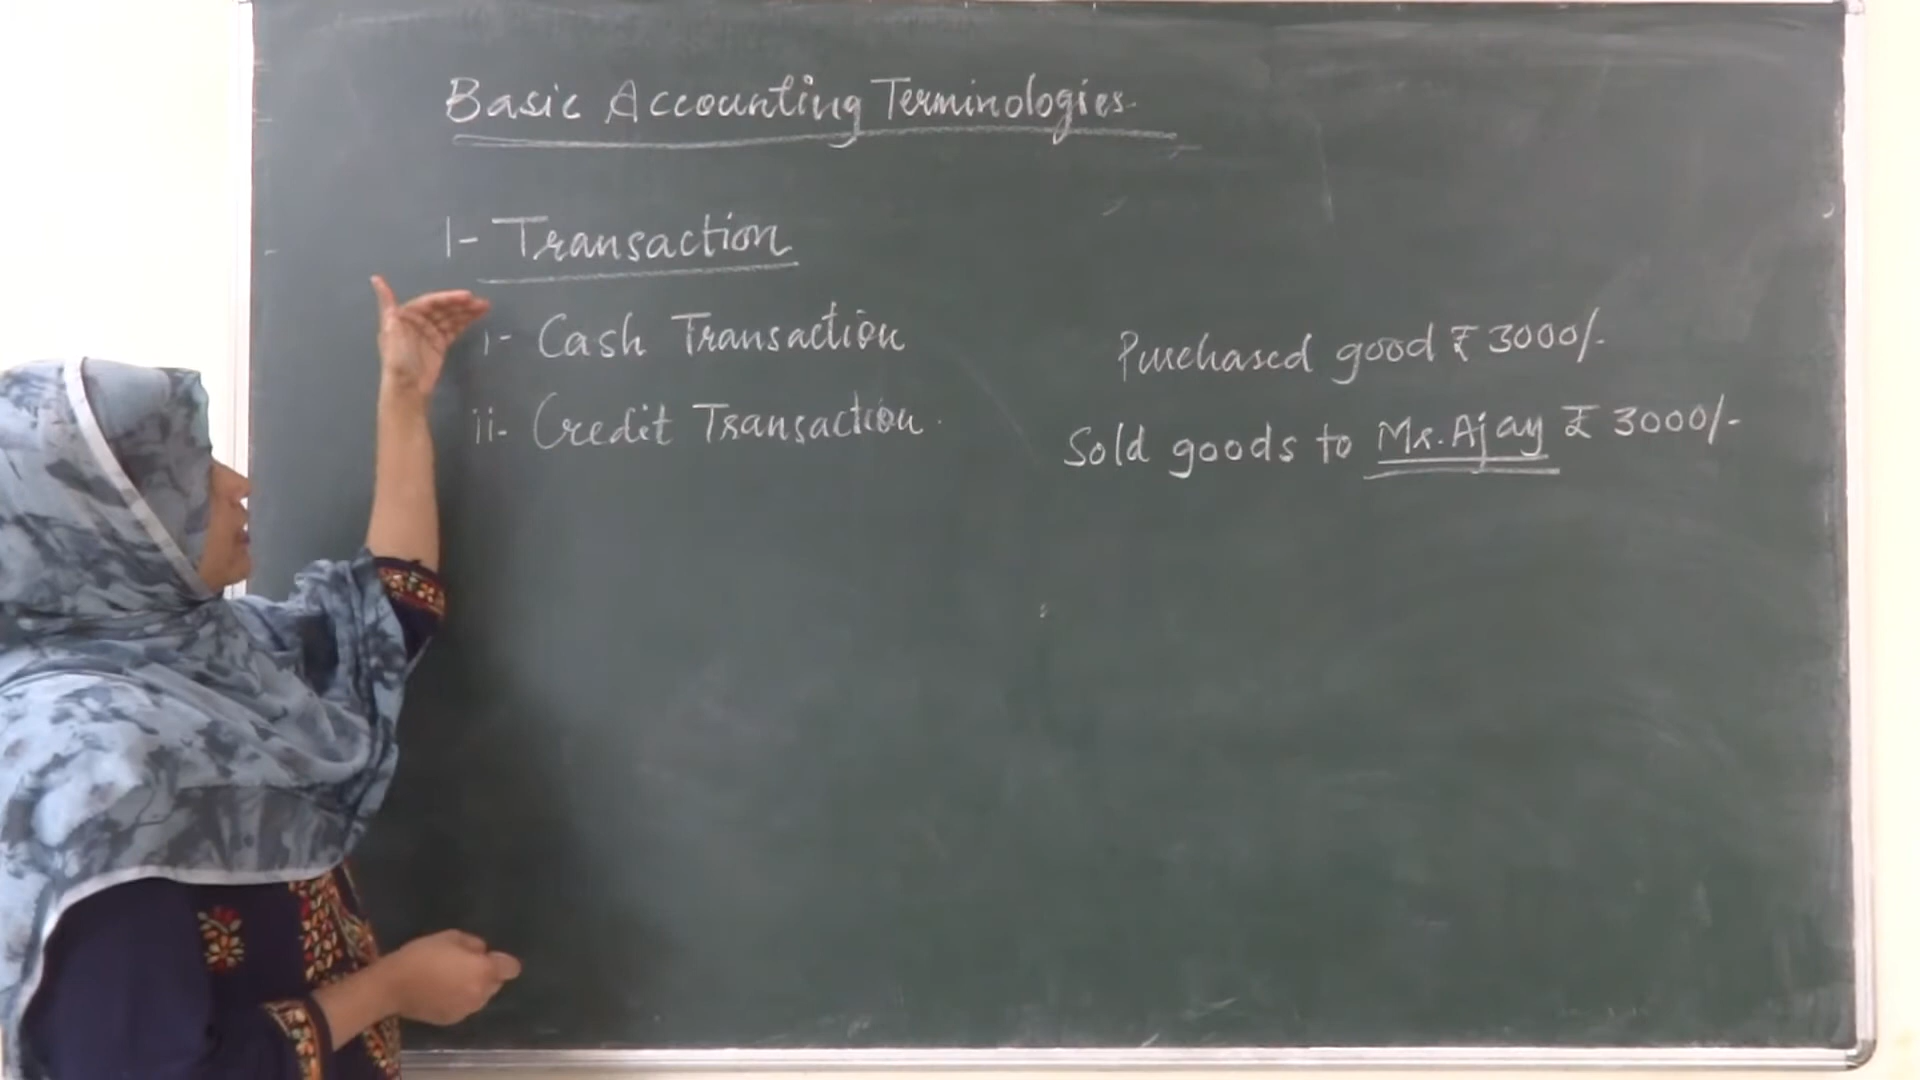 Basic Accounting Terminologies
1- Transaction
i- Cash Transaction
Purchased good ₹ 3000/-
ii- Credit Transaction.
Sold goods to Mr. Ajay ₹ 3000/-